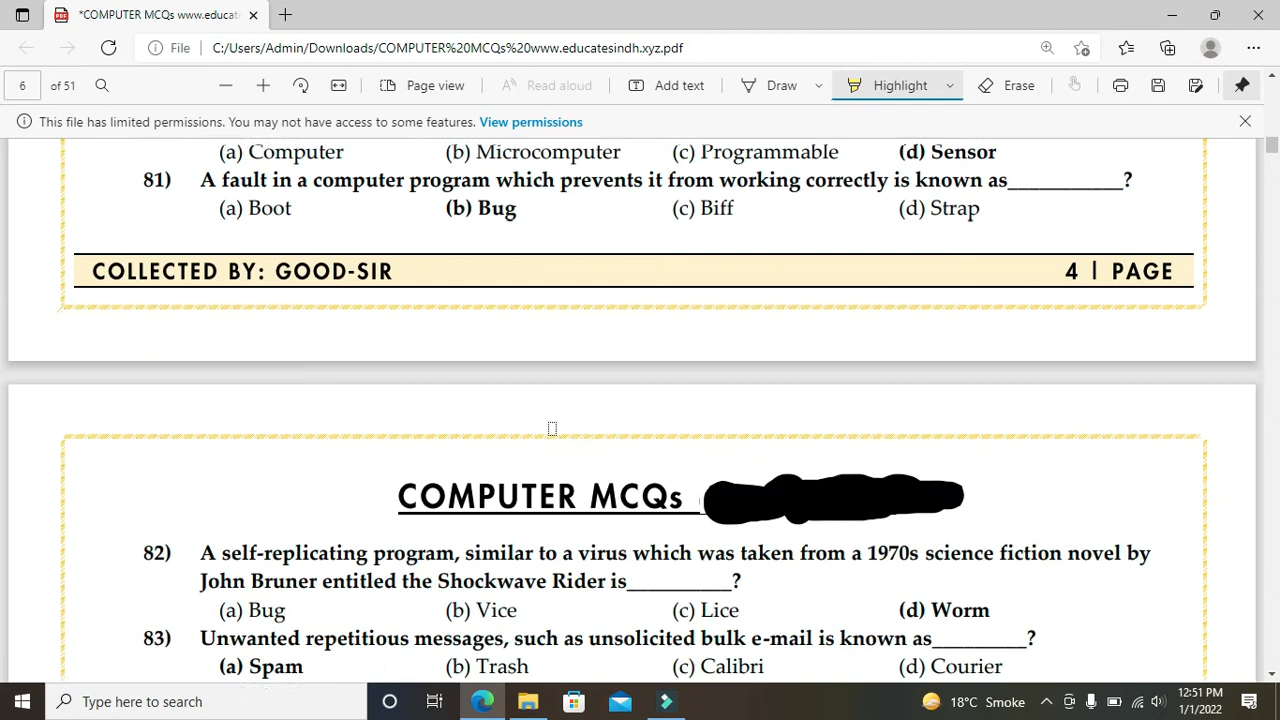 *COMPUTER MCQs www.educate
File C:/Users/Admin/Downloads/COMPUTER%20MCQs%20www.educatesindh.xyz.pdf
6 of 51 Page view Read aloud Add text Draw Highlight Erase
This file has limited permissions. You may not have access to some features. View permissions
(a) Computer (b) Microcomputer (c) Programmable (d) Sensor
81) A fault in a computer program which prevents it from working correctly is known as___________?
(a) Boot (b) Bug (c) Biff (d) Strap
COLLECTED BY: GOOD-SIR 4 | PAGE
COMPUTER MCQs
82) A self-replicating program, similar to a virus which was taken from a 1970s science fiction novel by
John Bruner entitled the Shockwave Rider is__________?
(a) Bug (b) Vice (c) Lice (d) Worm
83) Unwanted repetitious messages, such as unsolicited bulk e-mail is known as_________?
(a) Spam (b) Trash (c) Calibri (d) Courier
Type here to search 18°C Smoke 12:51 PM
1/1/2022